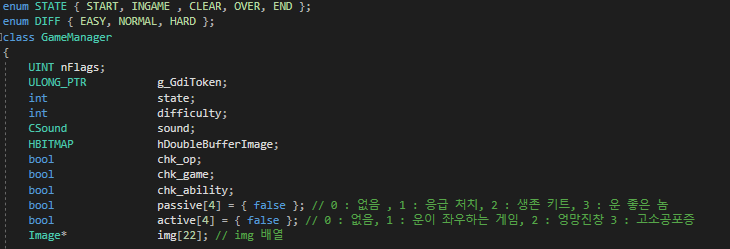 enum STATE { START, INGAME , CLEAR, OVER, END };
enum DIFF { EASY, NORMAL, HARD };
class GameManager
{
UINT nFlags;
ULONG_PTR g_GdiToken;
int state;
int difficulty;
CSound sound;
HBITMAP hDoubleBufferImage;
bool chk_op;
bool chk_game;
bool chk_ability;
bool passive[4] = { false }; // 0 : 없음 , 1 : 응급 처치, 2 : 생존 키트, 3 : 운 좋은 놈
bool active[4] = { false }; // 0 : 없음, 1 : 운이 좌우하는 게임, 2 : 엉망진창 3 : 고소공포증
Image* img[22]; // img 배열